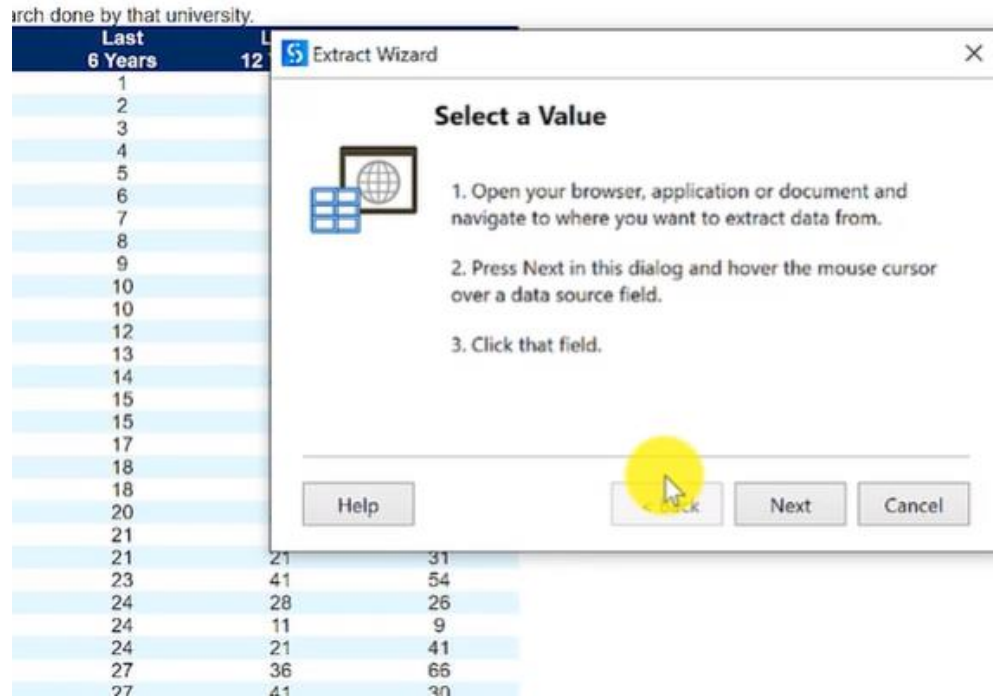 arch done by that university.
Last
6 Years
12
Extract Wizard
Select a Value
1. Open your browser, application or document and
navigate to where you want to extract data from.
2. Press Next in this dialog and hover the mouse cursor
over a data source field.
3. Click that field.
Help
< Back
Next
Cancel
1
2
3
4
5
6
7
8
9
10
10
12
13
14
15
15
17
18
18
20
21
21 21 31
23 41 54
24 28 26
24 11 9
24 21 41
27 36 66
27 41 30